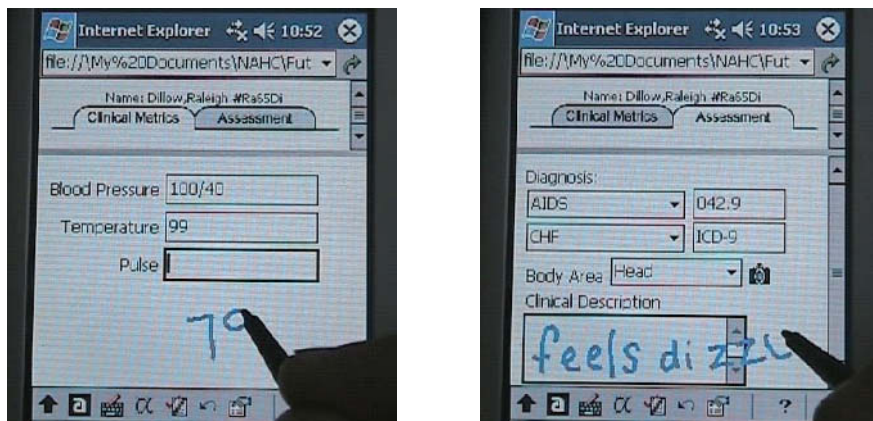 Internet Explorer 10:52
file://\My%20Documents\NAHC\Fut
Name: Dillow,Raleigh #Ra65Di
Clinical Metrics Assessment
Blood Pressure 100/40
Temperature 99
Pulse
70
Internet Explorer 10:53
file://\My%20Documents\NAHC\Fut
Name: Dillow,Raleigh #Ra65Di
Clinical Metrics Assessment
Diagnosis:
AIDS 042.9
CHF ICD-9
Body Area Head
Clinical Description
feels dizzy
a α ?